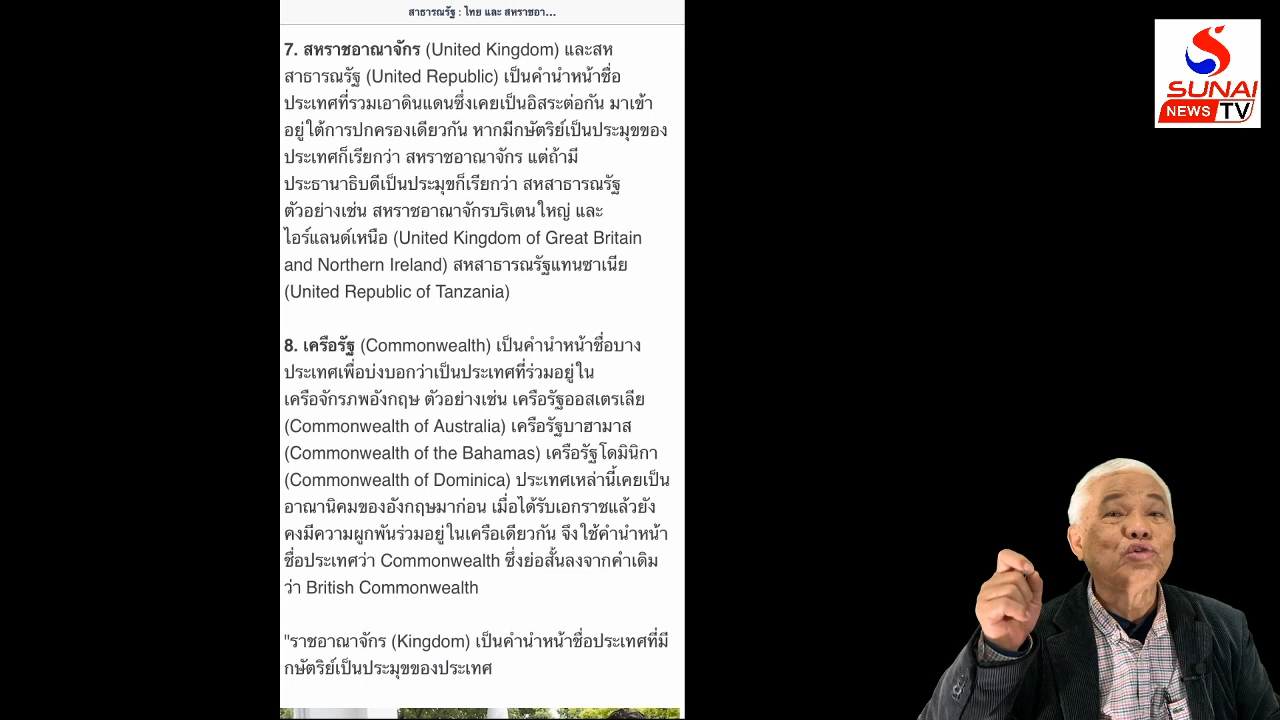 สาธารณรัฐ : ไทย และ สหราชอา...
7. สหราชอาณาจักร (United Kingdom) และสห
สาธารณรัฐ (United Republic) เป็นคำนำหน้าชื่อ
ประเทศที่รวมเอาดินแดนซึ่งเคยเป็นอิสระต่อกัน มาเข้า
อยู่ใต้การปกครองเดียวกัน หากมีกษัตริย์เป็นประมุขของ
ประเทศก็เรียกว่า สหราชอาณาจักร แต่ถ้ามี
ประธานาธิบดีเป็นประมุขก็เรียกว่า สหสาธารณรัฐ
ตัวอย่างเช่น สหราชอาณาจักรบริเตนใหญ่ และ
ไอร์แลนด์เหนือ (United Kingdom of Great Britain
and Northern Ireland) สหสาธารณรัฐแทนซาเนีย
(United Republic of Tanzania)
8. เครือรัฐ (Commonwealth) เป็นคำนำหน้าชื่อบาง
ประเทศเพื่อบ่งบอกว่าเป็นประเทศที่ร่วมอยู่ใน
เครือจักรภพอังกฤษ ตัวอย่างเช่น เครือรัฐออสเตรเลีย
(Commonwealth of Australia) เครือรัฐบาฮามาส
(Commonwealth of the Bahamas) เครือรัฐโดมินิกา
(Commonwealth of Dominica) ประเทศเหล่านี้เคยเป็น
อาณานิคมของอังกฤษมาก่อน เมื่อได้รับเอกราชแล้วยัง
คงมีความผูกพันร่วมอยู่ในเครือเดียวกัน จึงใช้คำนำหน้า
ชื่อประเทศว่า Commonwealth ซึ่งย่อสั้นลงจากคำเดิม
ว่า British Commonwealth
"ราชอาณาจักร (Kingdom) เป็นคำนำหน้าชื่อประเทศที่มี
กษัตริย์เป็นประมุขของประเทศ
SUNAI
NEWS TV